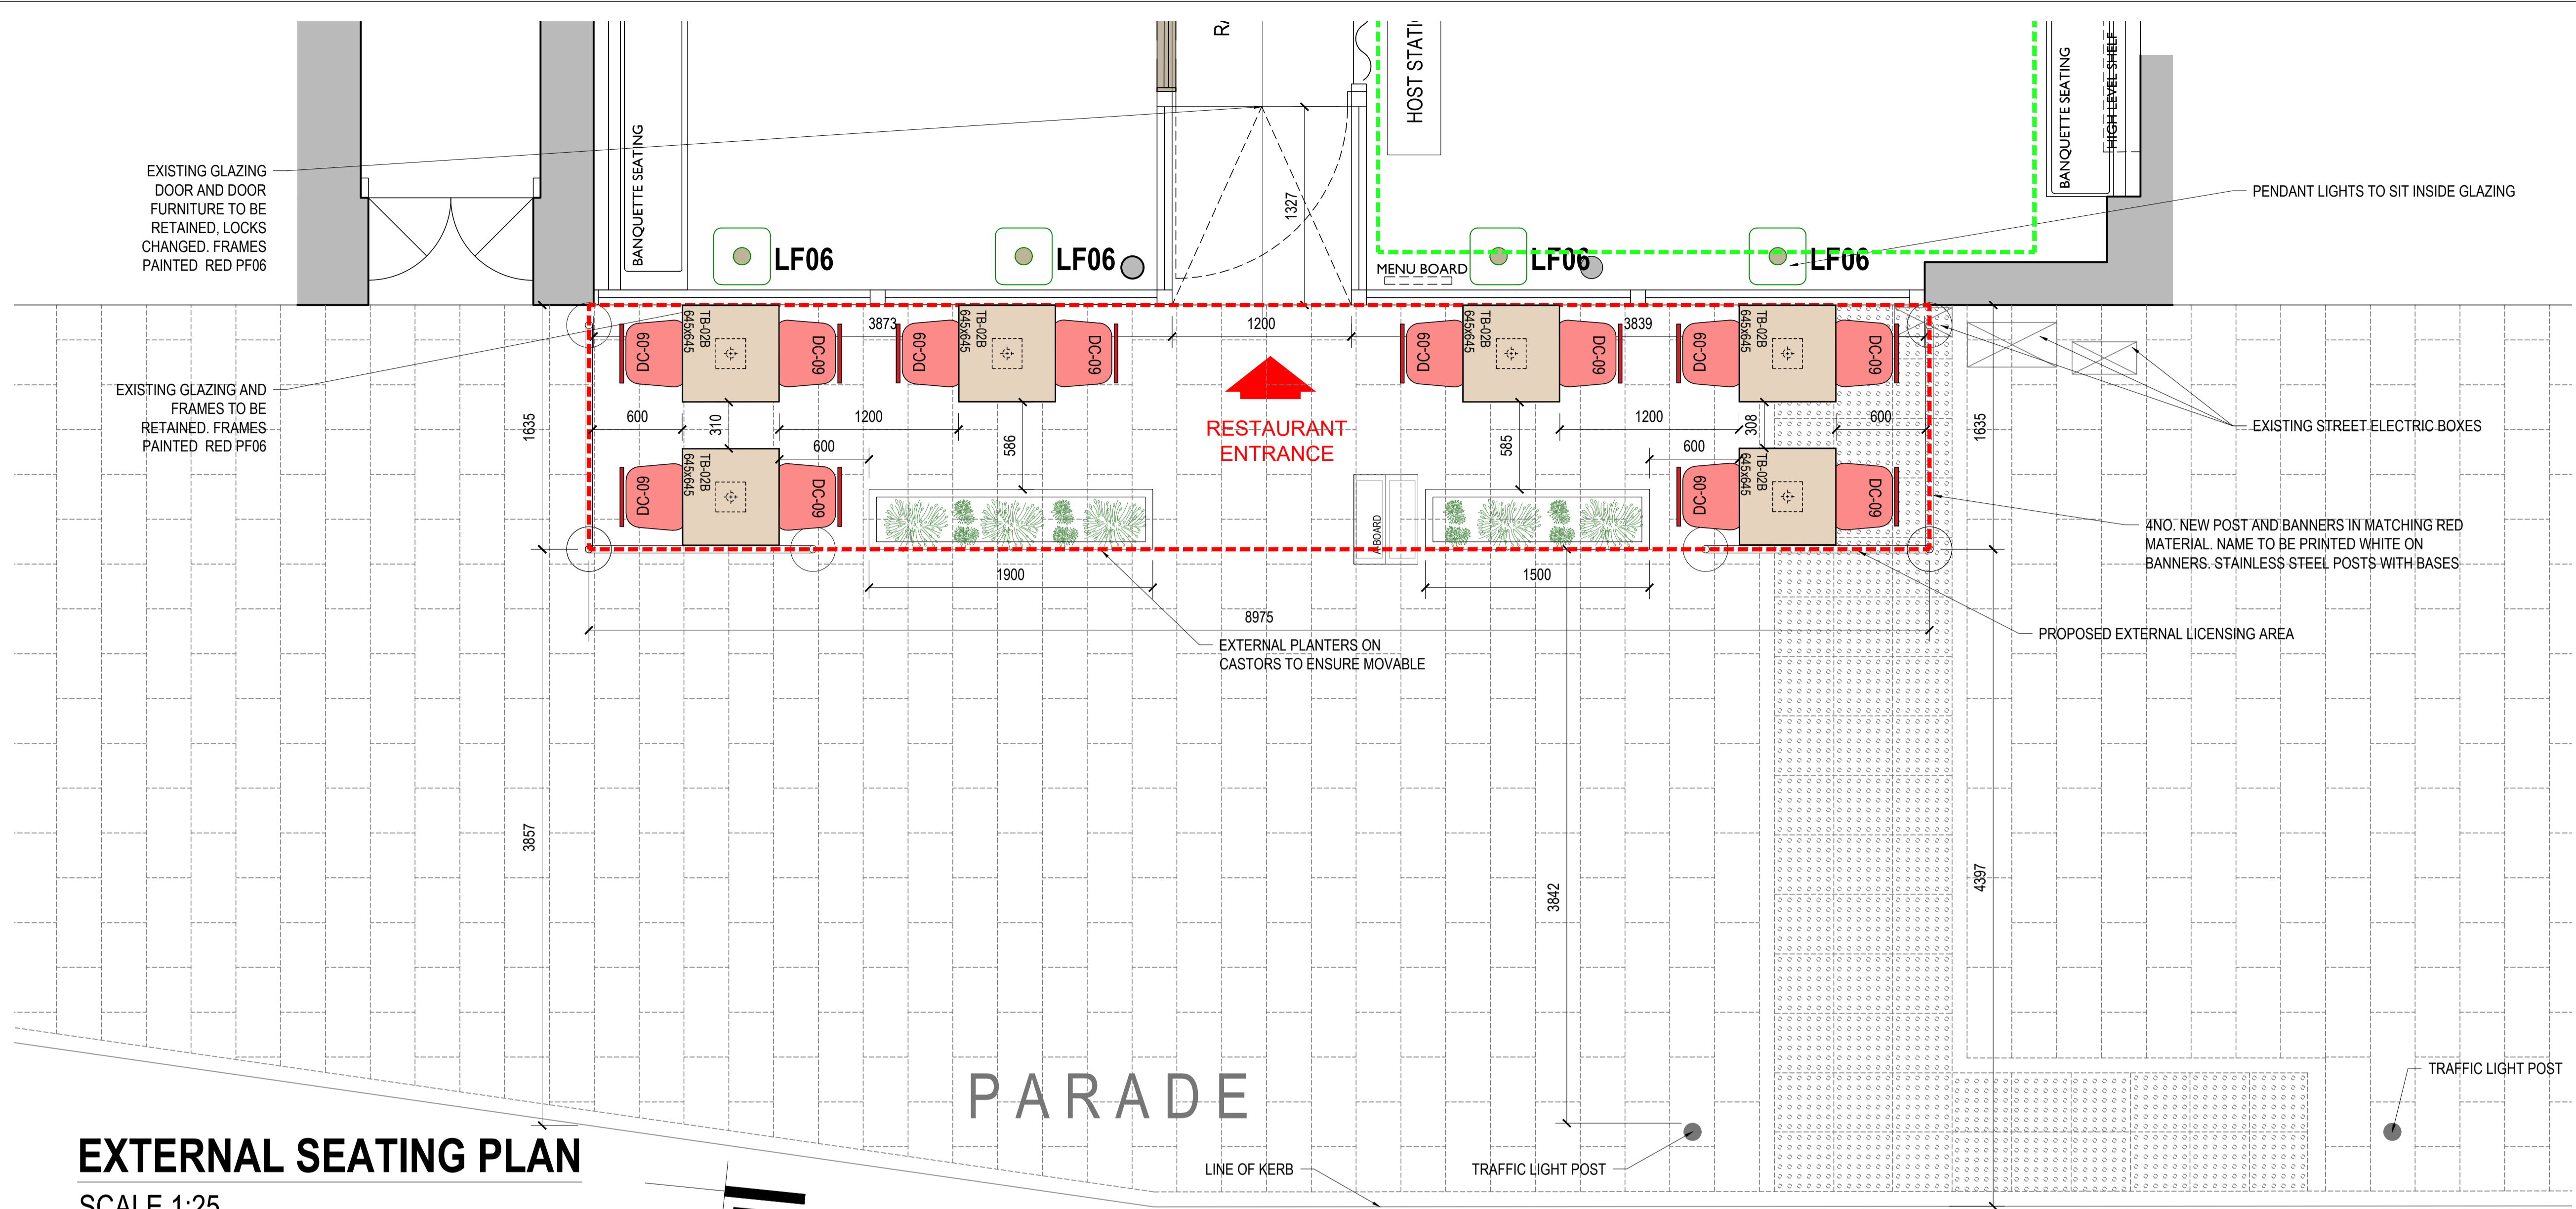 RA
HOST STATI
BANQUETTE SEATING
BANQUETTE SEATING
HIGH LEVEL SHELF
EXISTING GLAZING
DOOR AND DOOR
FURNITURE TO BE
RETAINED, LOCKS
CHANGED. FRAMES
PAINTED RED PF06
1327
PENDANT LIGHTS TO SIT INSIDE GLAZING
LF06
LF06
LF06
LF06
MENU BOARD
3873
1200
3839
DC-09
TB-02B
645x645
DC-09
DC-09
TB-02B
645x645
DC-09
DC-09
TB-02B
645x645
DC-09
DC-09
TB-02B
645x645
DC-09
EXISTING GLAZING AND
FRAMES TO BE
RETAINED. FRAMES
PAINTED RED PF06
1635
600
310
1200
600
586
RESTAURANT
ENTRANCE
585
1200
600
308
600
1635
EXISTING STREET ELECTRIC BOXES
DC-09
TB-02B
645x645
DC-09
A-BOARD
DC-09
TB-02B
645x645
DC-09
4NO. NEW POST AND BANNERS IN MATCHING RED
MATERIAL. NAME TO BE PRINTED WHITE ON
BANNERS. STAINLESS STEEL POSTS WITH BASES
1900
1500
8975
EXTERNAL PLANTERS ON
CASTORS TO ENSURE MOVABLE
PROPOSED EXTERNAL LICENSING AREA
3857
3842
4397
PARADE
TRAFFIC LIGHT POST
EXTERNAL SEATING PLAN
LINE OF KERB
TRAFFIC LIGHT POST
SCALE 1:25